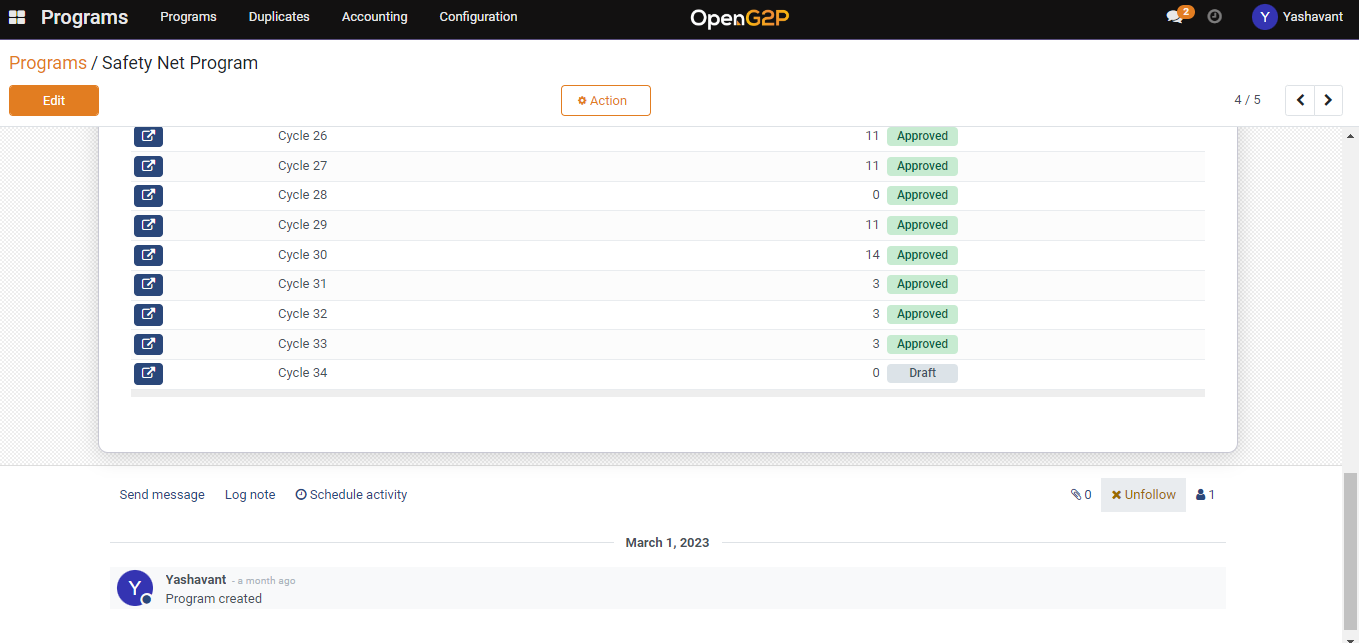 Programs Programs Duplicates Accounting Configuration OpenG2P 2 Y Yashavant
Programs / Safety Net Program
Edit Action 4 / 5
Cycle 26 11 Approved
Cycle 27 11 Approved
Cycle 28 0 Approved
Cycle 29 11 Approved
Cycle 30 14 Approved
Cycle 31 3 Approved
Cycle 32 3 Approved
Cycle 33 3 Approved
Cycle 34 0 Draft
Send message Log note Schedule activity 0 Unfollow 1
March 1, 2023
Y Yashavant - a month ago
Program created